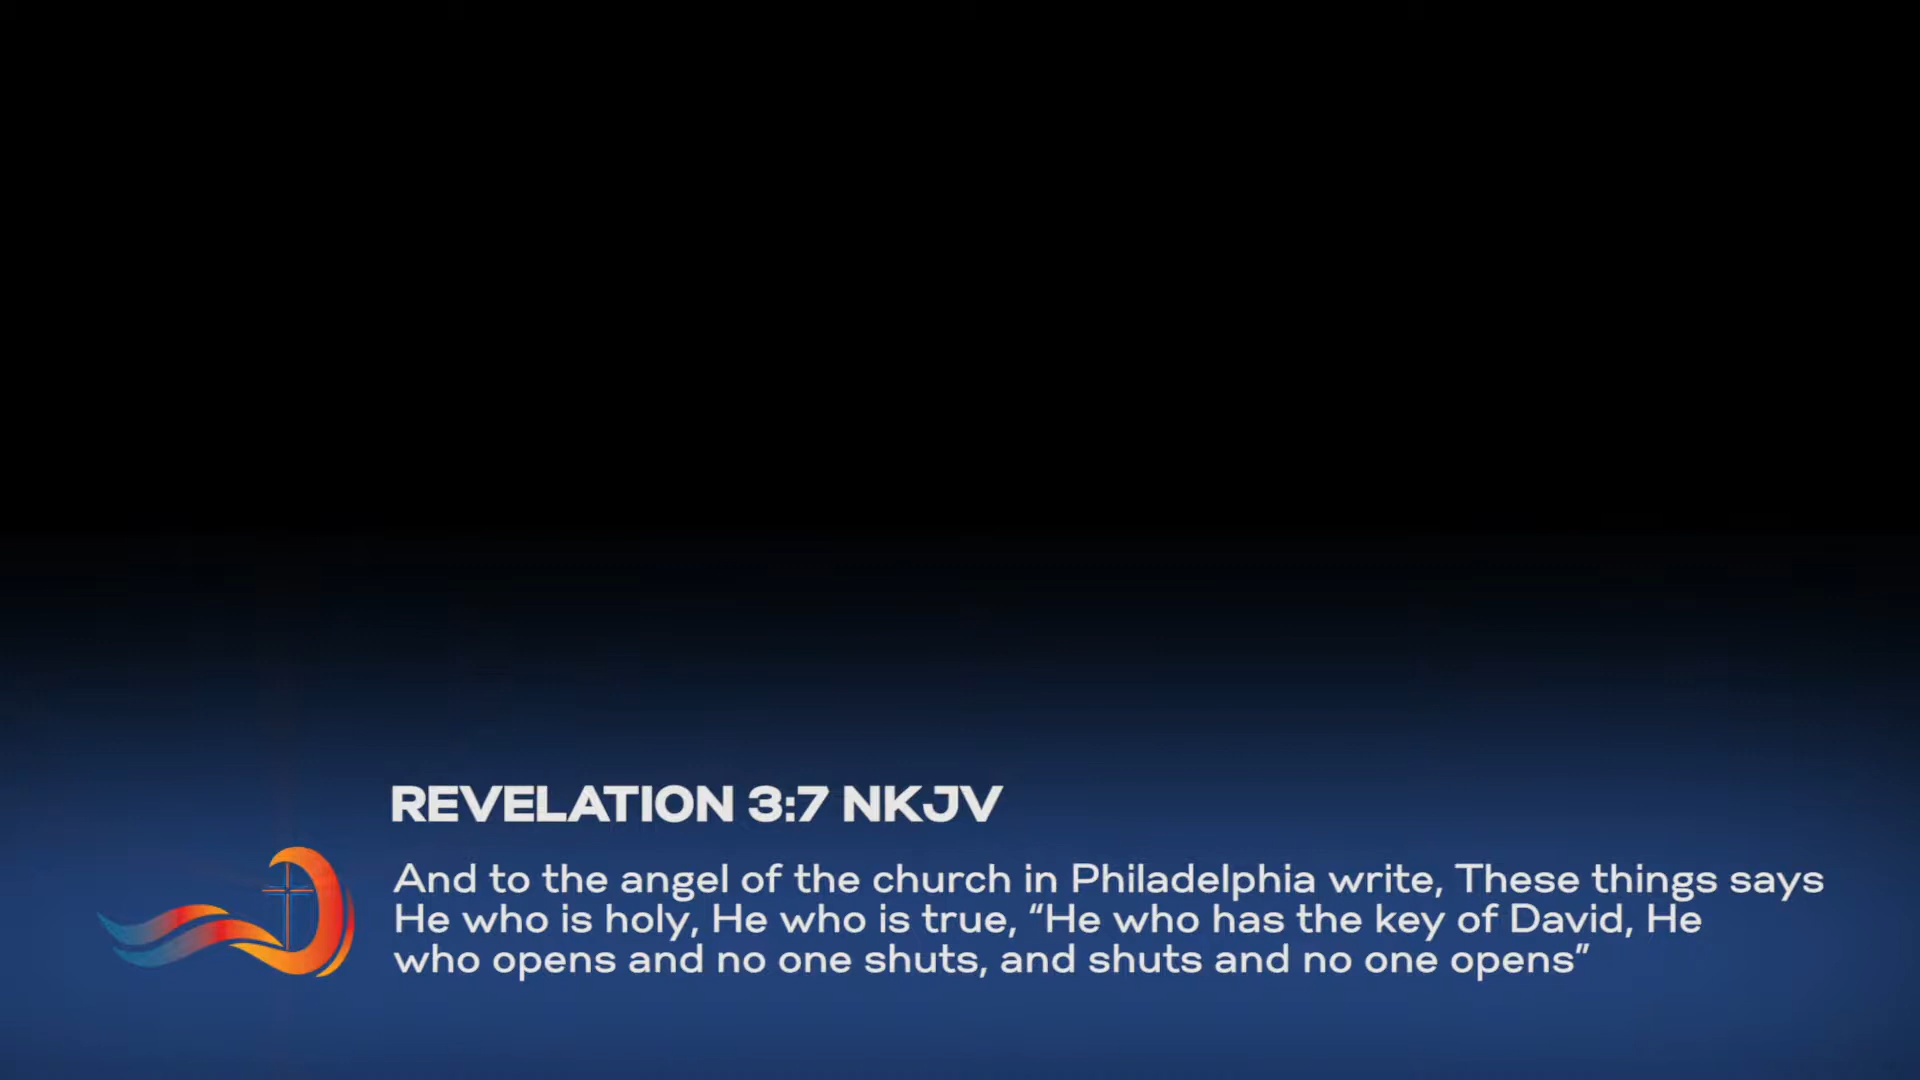 REVELATION 3:7 NKJV
And to the angel of the church in Philadelphia write, These things says
He who is holy, He who is true, “He who has the key of David, He
who opens and no one shuts, and shuts and no one opens”